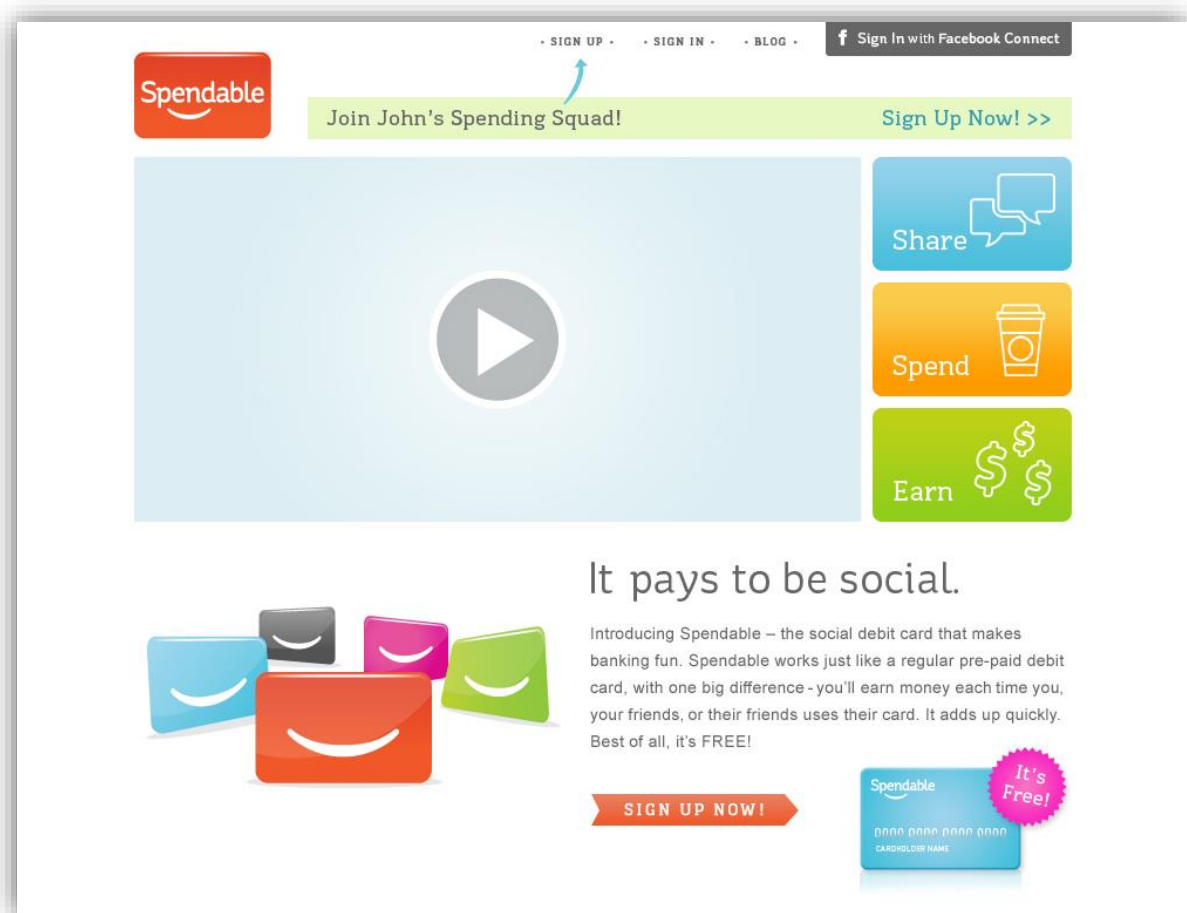 • SIGN UP •
• SIGN IN •
• BLOG •
f Sign In with Facebook Connect
Spendable
Join John's Spending Squad!
Sign Up Now! >>
Share
Spend
Earn
It pays to be social.
Introducing Spendable – the social debit card that makes
banking fun. Spendable works just like a regular pre-paid debit
card, with one big difference - you'll earn money each time you,
your friends, or their friends uses their card. It adds up quickly.
Best of all, it's FREE!
SIGN UP NOW!
Spendable
0000 0000 0000 0000
CARDHOLDER NAME
It's
Free!